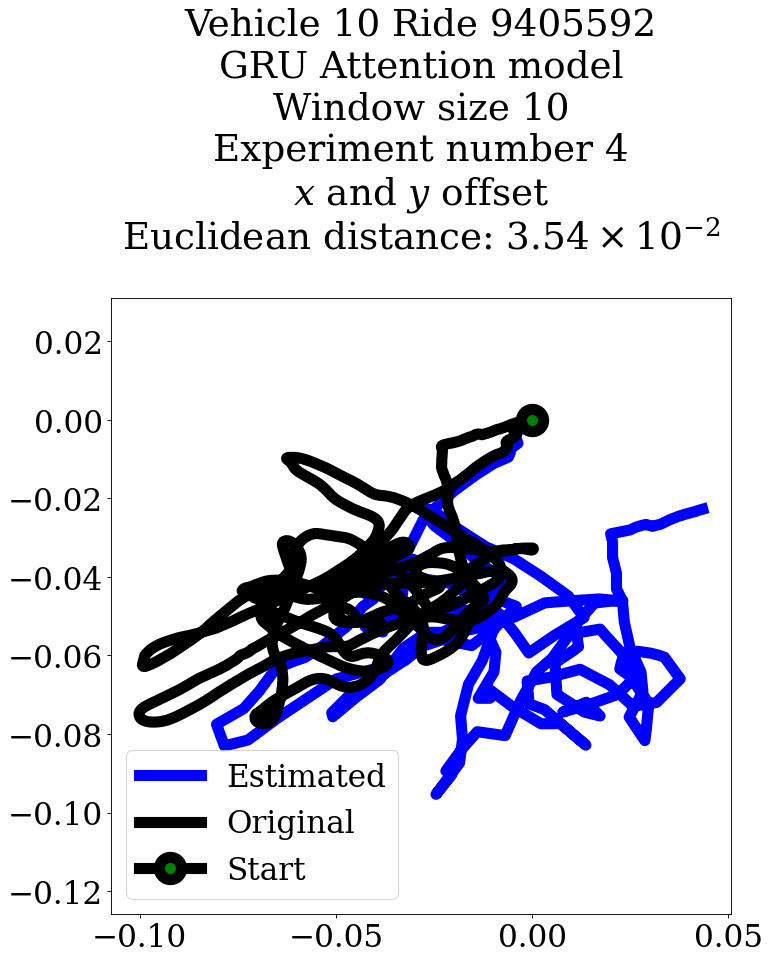 Vehicle 10 Ride 9405592
GRU Attention model
Window size 10
Experiment number 4
x and y offset
Euclidean distance: 3.54 × 10⁻²
0.02
0.00
−0.02
−0.04
−0.06
−0.08
−0.10
−0.12
Estimated
Original
Start
−0.10 −0.05 0.00 0.05